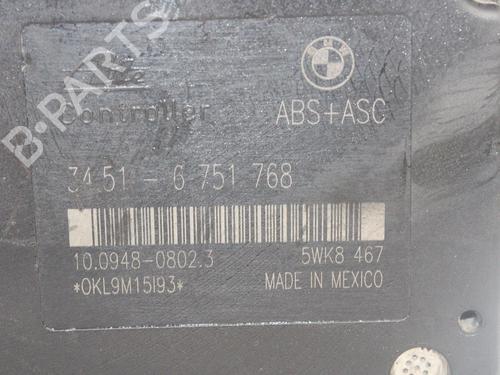 BMW
B·PARTS
Controller ABS+ASC
34.51 - 6 751 768
10.0948-0802.3 5WK8 467
*0KL9M15I93* MADE IN MEXICO